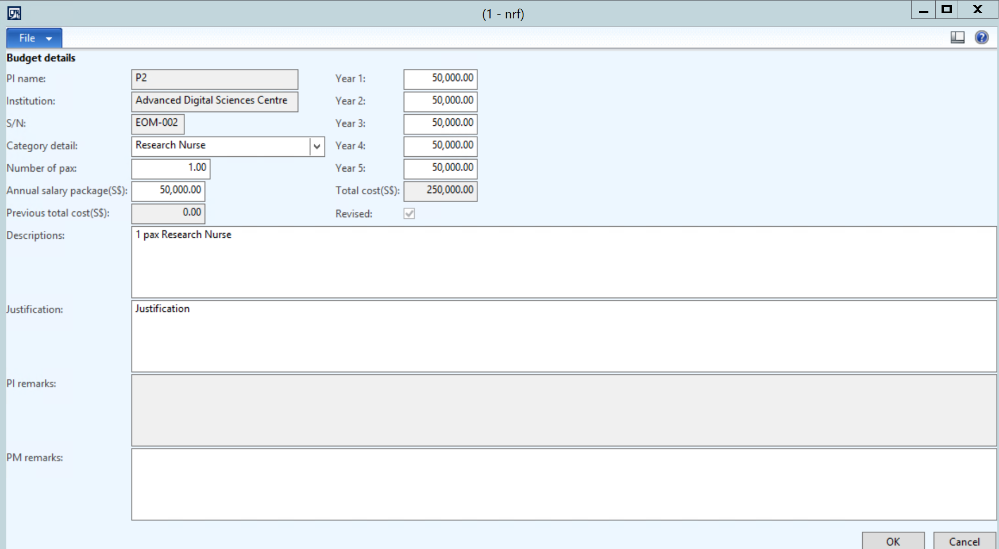 (1 - nrf)
File
Budget details
PI name: P2 Year 1: 50,000.00
Institution: Advanced Digital Sciences Centre Year 2: 50,000.00
S/N: EOM-002 Year 3: 50,000.00
Category detail: Research Nurse Year 4: 50,000.00
Number of pax: 1.00 Year 5: 50,000.00
Annual salary package(S$): 50,000.00 Total cost(S$): 250,000.00
Previous total cost(S$): 0.00 Revised:
Descriptions: 1 pax Research Nurse
Justification: Justification
PI remarks:
PM remarks:
OK Cancel